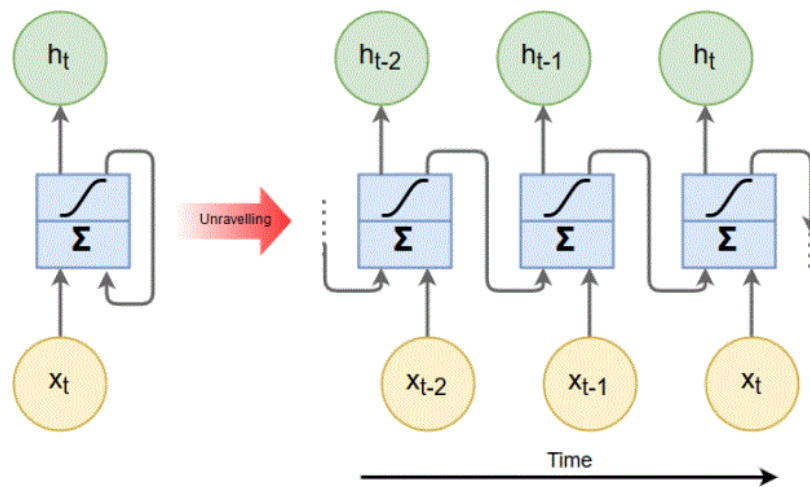 hₜ
hₜ₋₂
hₜ₋₁
hₜ
Σ
Unravelling
Σ
Σ
Σ
xₜ
xₜ₋₂
xₜ₋₁
xₜ
Time